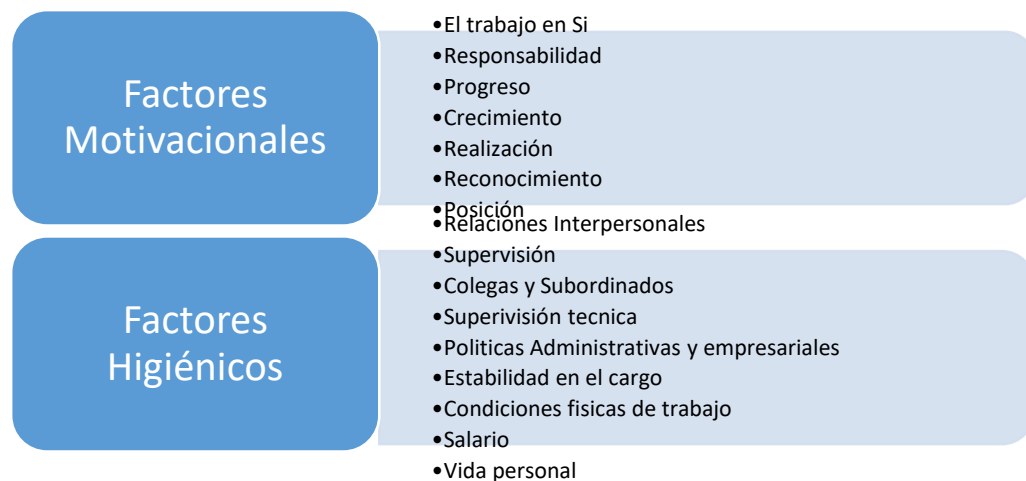 Factores
Motivacionales
•El trabajo en Si
•Responsabilidad
•Progreso
•Crecimiento
•Realización
•Reconocimiento
•Posición
Factores
Higiénicos
•Relaciones Interpersonales
•Supervisión
•Colegas y Subordinados
•Superivisión tecnica
•Politicas Administrativas y empresariales
•Estabilidad en el cargo
•Condiciones fisicas de trabajo
•Salario
•Vida personal